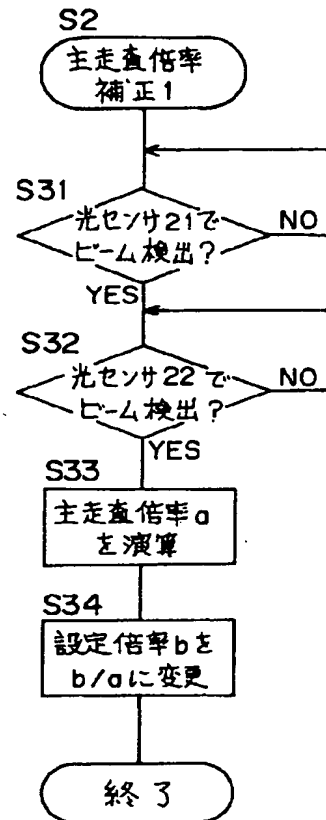 S2
主走査倍率
補正1
S31
光センサ21で
ビーム検出?
NO
YES
S32
光センサ22で
ビーム検出?
NO
YES
S33
主走査倍率a
を演算
S34
設定倍率bを
b/aに変更
終了